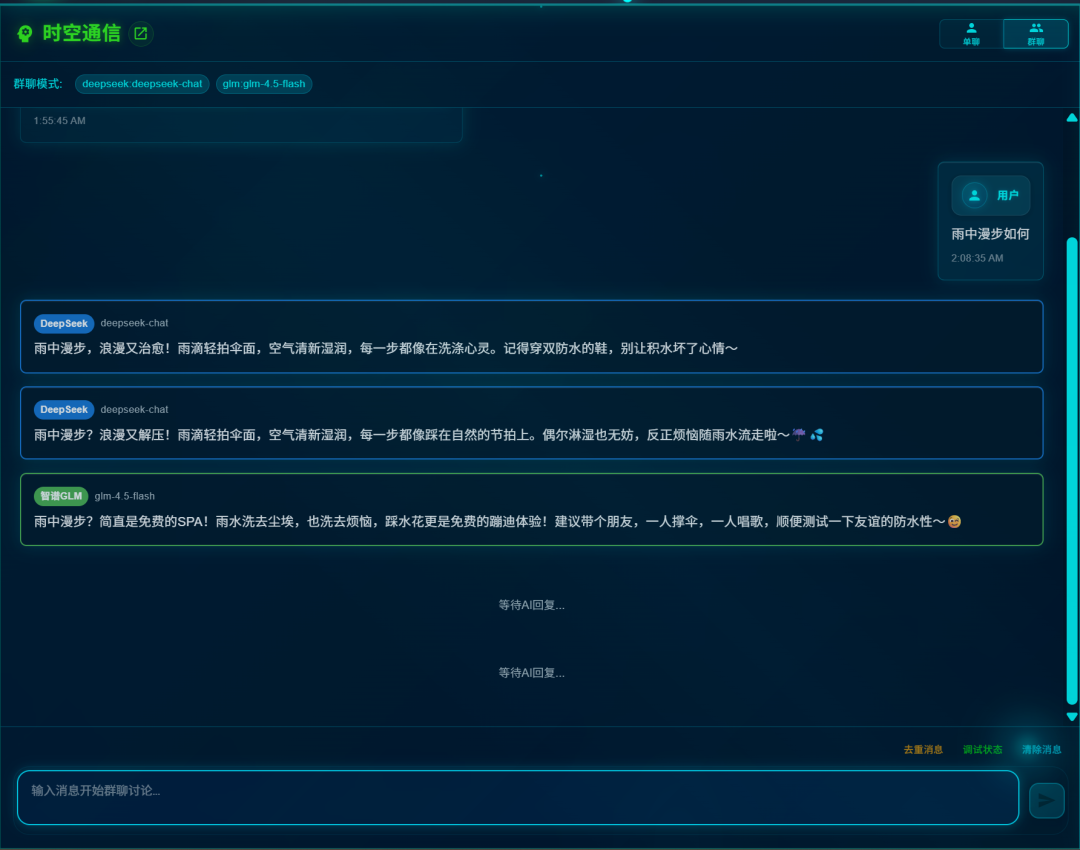 时空通信
单聊
群聊
群聊模式: deepseek:deepseek-chat glm:glm-4.5-flash
1:55:45 AM
用户
雨中漫步如何
2:08:35 AM
DeepSeek deepseek-chat
雨中漫步，浪漫又治愈！雨滴轻拍伞面，空气清新湿润，每一步都像在洗涤心灵。记得穿双防水的鞋，别让积水坏了心情～
DeepSeek deepseek-chat
雨中漫步？浪漫又解压！雨滴轻拍伞面，空气清新湿润，每一步都像踩在自然的节拍上。偶尔淋湿也无妨，反正烦恼随雨水流走啦～☔💦
智谱GLM glm-4.5-flash
雨中漫步？简直是免费的SPA！雨水洗去尘埃，也洗去烦恼，踩水花更是免费的蹦迪体验！建议带个朋友，一人撑伞，一人唱歌，顺便测试一下友谊的防水性～😅
等待AI回复...
等待AI回复...
去重消息 调试状态 清除消息
输入消息开始群聊讨论...